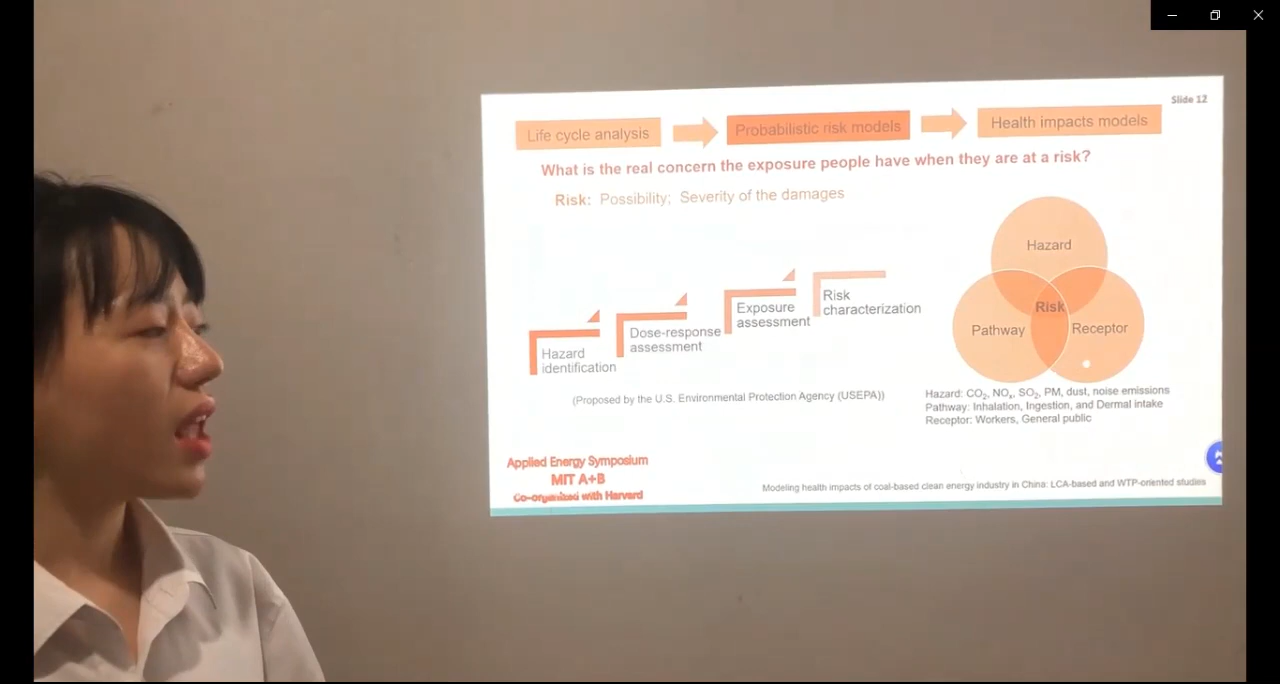 Slide 12
Life cycle analysis
Probabilistic risk models
Health impacts models
What is the real concern the exposure people have when they are at a risk?
Risk: Possibility; Severity of the damages
Hazard
identification
Dose-response
assessment
Exposure
assessment
Risk
characterization
(Proposed by the U.S. Environmental Protection Agency (USEPA))
Hazard
Risk
Pathway
Receptor
Hazard: CO₂, NOₓ, SO₂, PM, dust, noise emissions
Pathway: Inhalation, Ingestion, and Dermal intake
Receptor: Workers, General public
Applied Energy Symposium
MIT A+B
Co-organized with Harvard
Modeling health impacts of coal-based clean energy industry in China: LCA-based and WTP-oriented studies